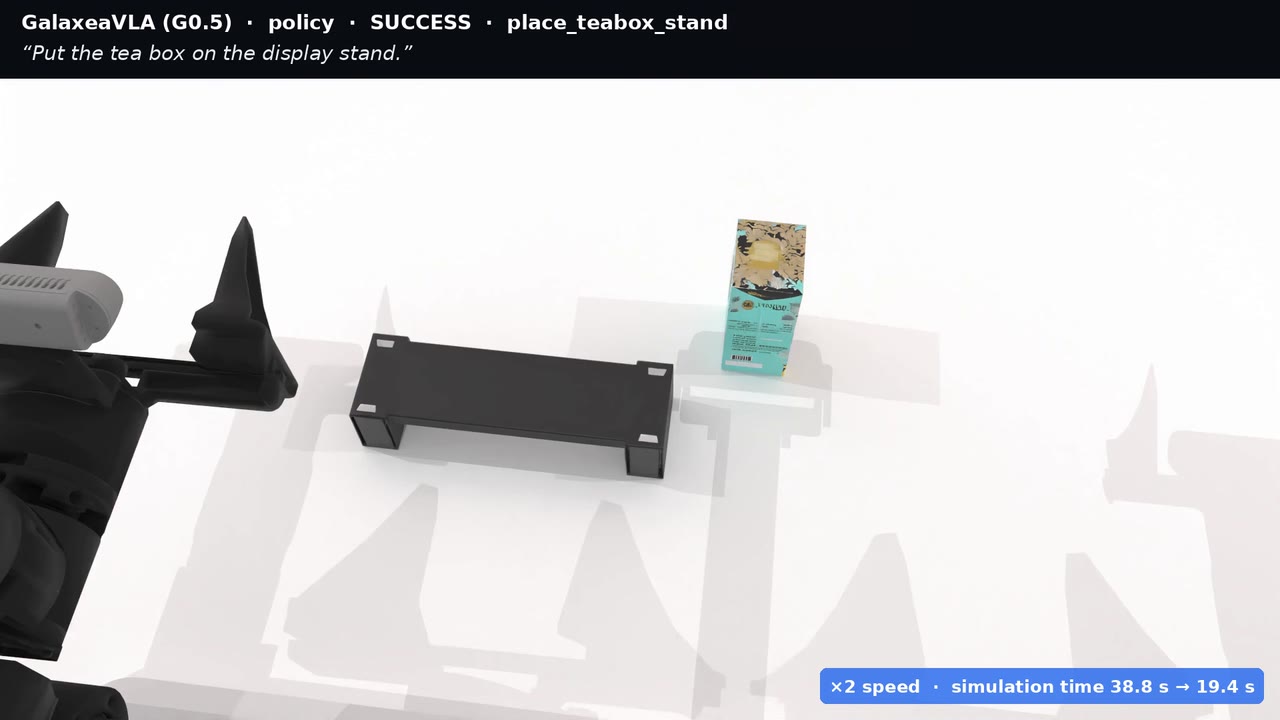 GalaxeaVLA (G0.5) · policy · SUCCESS · place_teabox_stand
“Put the tea box on the display stand.”
×2 speed · simulation time 38.8 s → 19.4 s